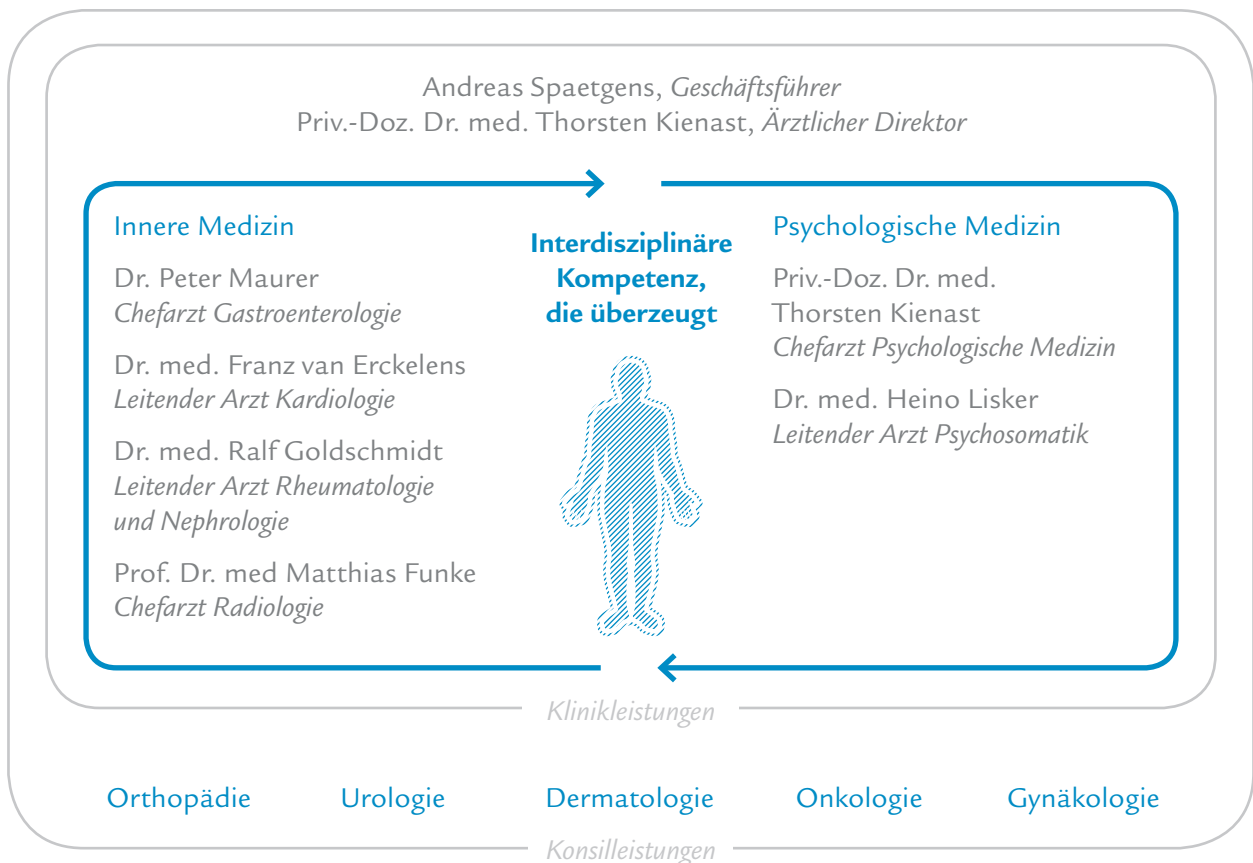 Andreas Spaetgens, Geschäftsführer
Priv.-Doz. Dr. med. Thorsten Kienast, Ärztlicher Direktor
Innere Medizin
Dr. Peter Maurer
Chefarzt Gastroenterologie
Dr. med. Franz van Erckelens
Leitender Arzt Kardiologie
Dr. med. Ralf Goldschmidt
Leitender Arzt Rheumatologie
und Nephrologie
Prof. Dr. med Matthias Funke
Chefarzt Radiologie
Interdisziplinäre
Kompetenz,
die überzeugt
Psychologische Medizin
Priv.-Doz. Dr. med.
Thorsten Kienast
Chefarzt Psychologische Medizin
Dr. med. Heino Lisker
Leitender Arzt Psychosomatik
Klinikleistungen
Orthopädie Urologie Dermatologie Onkologie Gynäkologie
Konsilleistungen